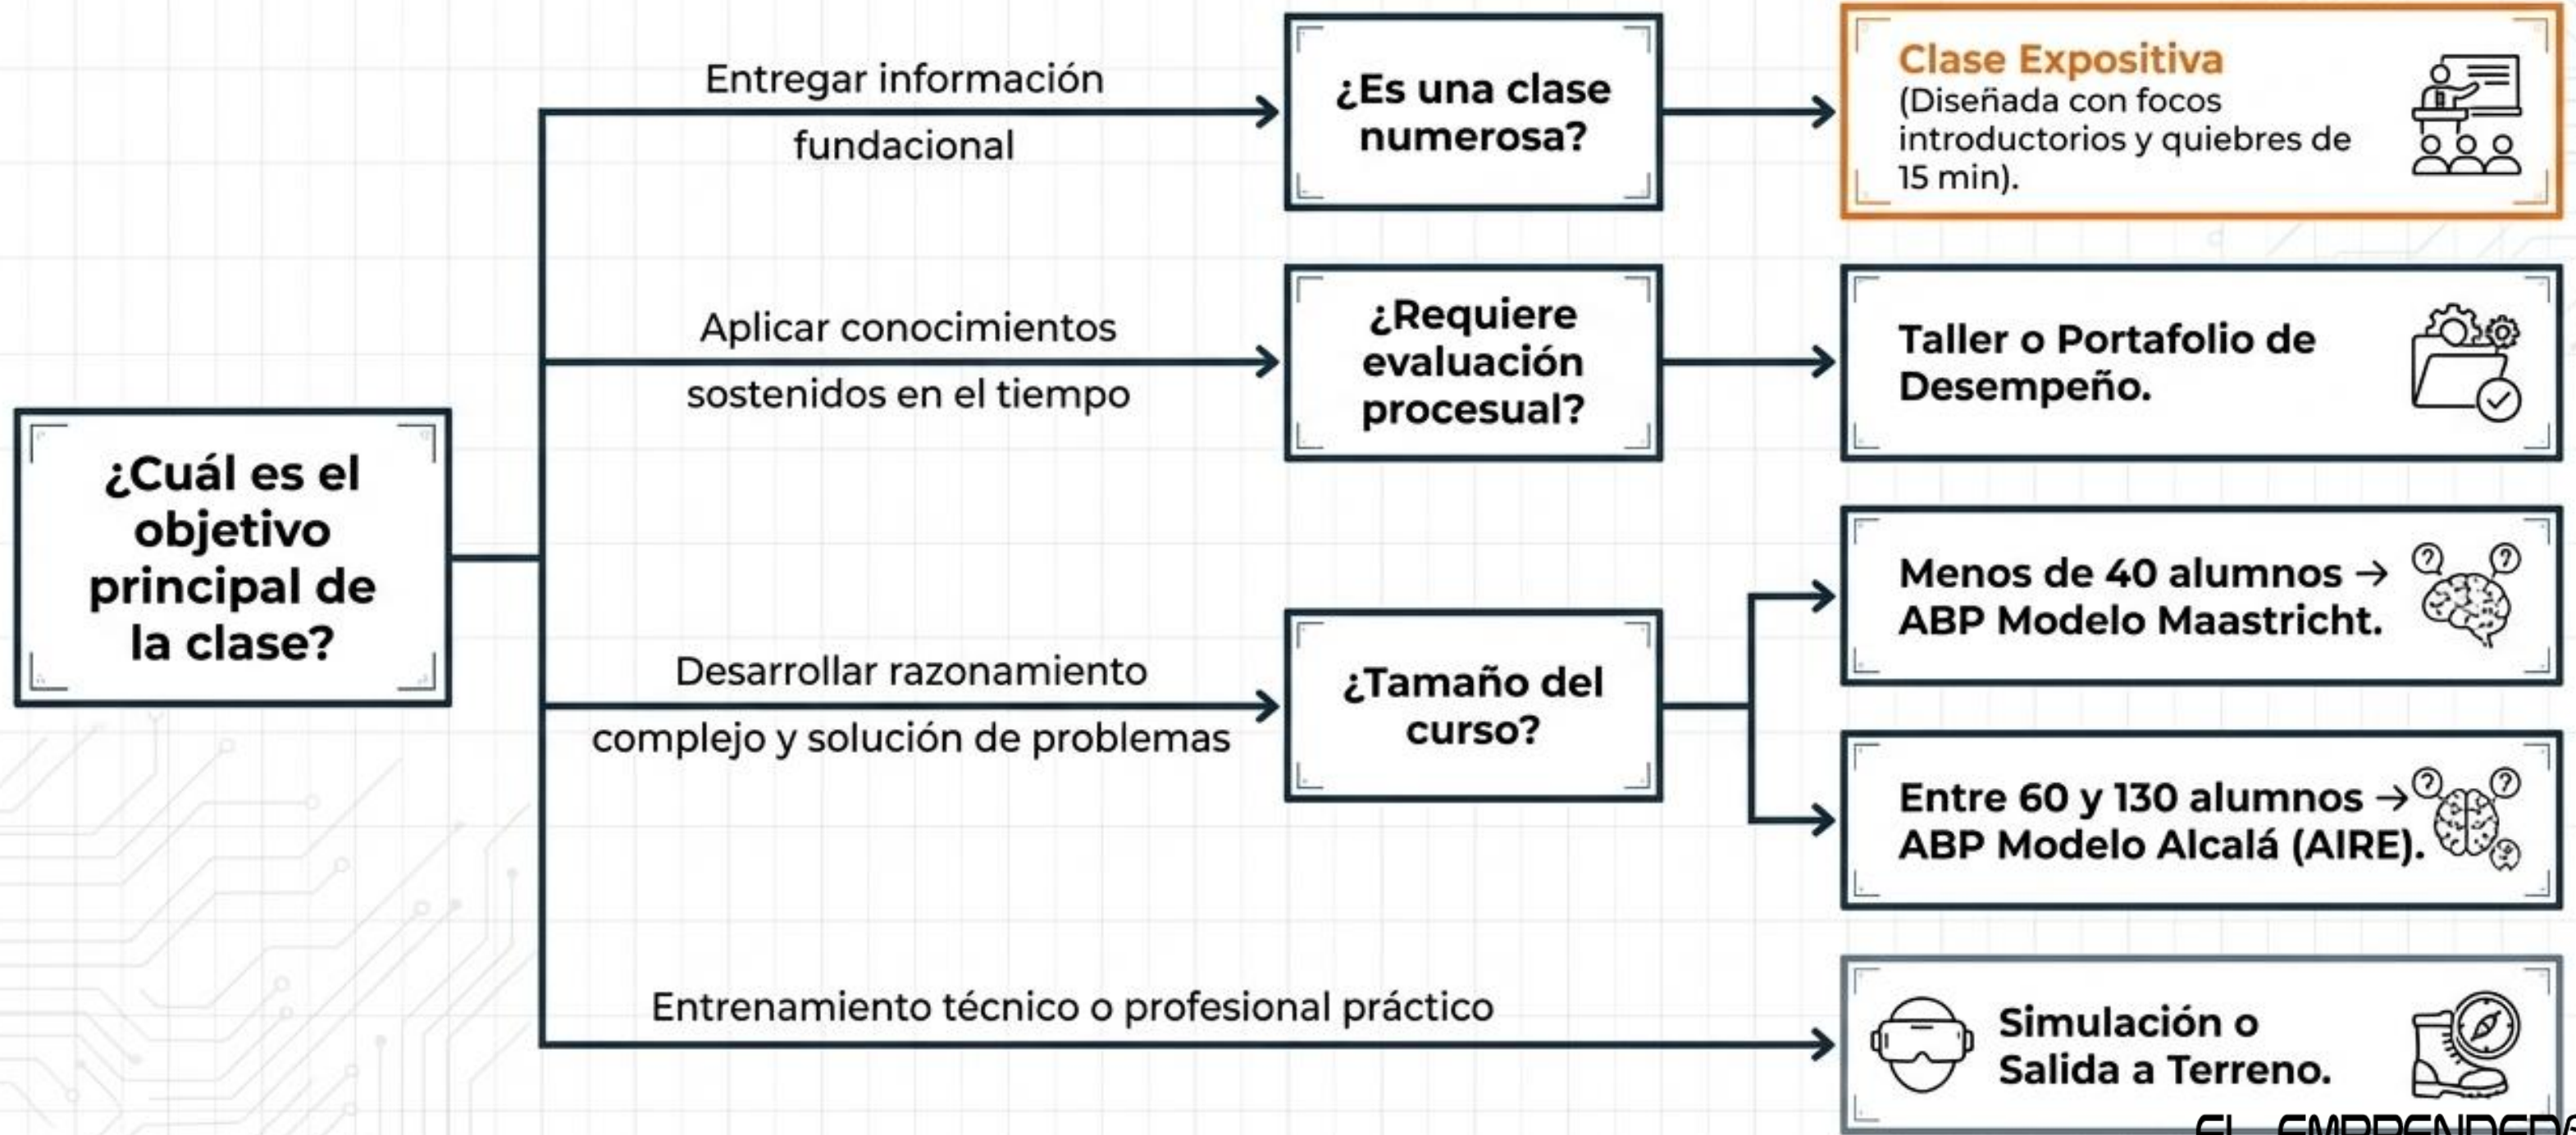 ¿Cuál es el
objetivo
principal de
la clase?
Entregar información
fundacional
¿Es una clase
numerosa?
Clase Expositiva
(Diseñada con focos
introductorios y quiebres de
15 min).
Aplicar conocimientos
sostenidos en el tiempo
¿Requiere
evaluación
procesual?
Taller o Portafolio de
Desempeño.
Desarrollar razonamiento
complejo y solución de problemas
¿Tamaño del
curso?
Menos de 40 alumnos →
ABP Modelo Maastricht.
Entre 60 y 130 alumnos →
ABP Modelo Alcalá (AIRE).
Entrenamiento técnico o profesional práctico
Simulación o
Salida a Terreno.
EL